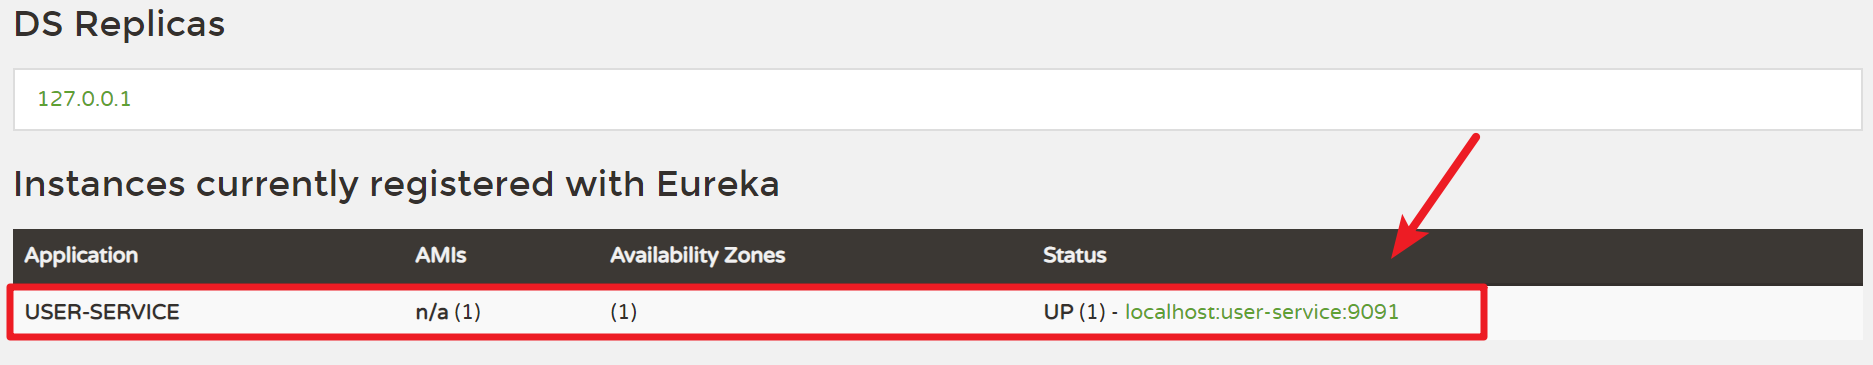 DS Replicas
127.0.0.1
Instances currently registered with Eureka
Application AMIs Availability Zones Status
USER-SERVICE n/a (1) (1) UP (1) - localhost:user-service:9091